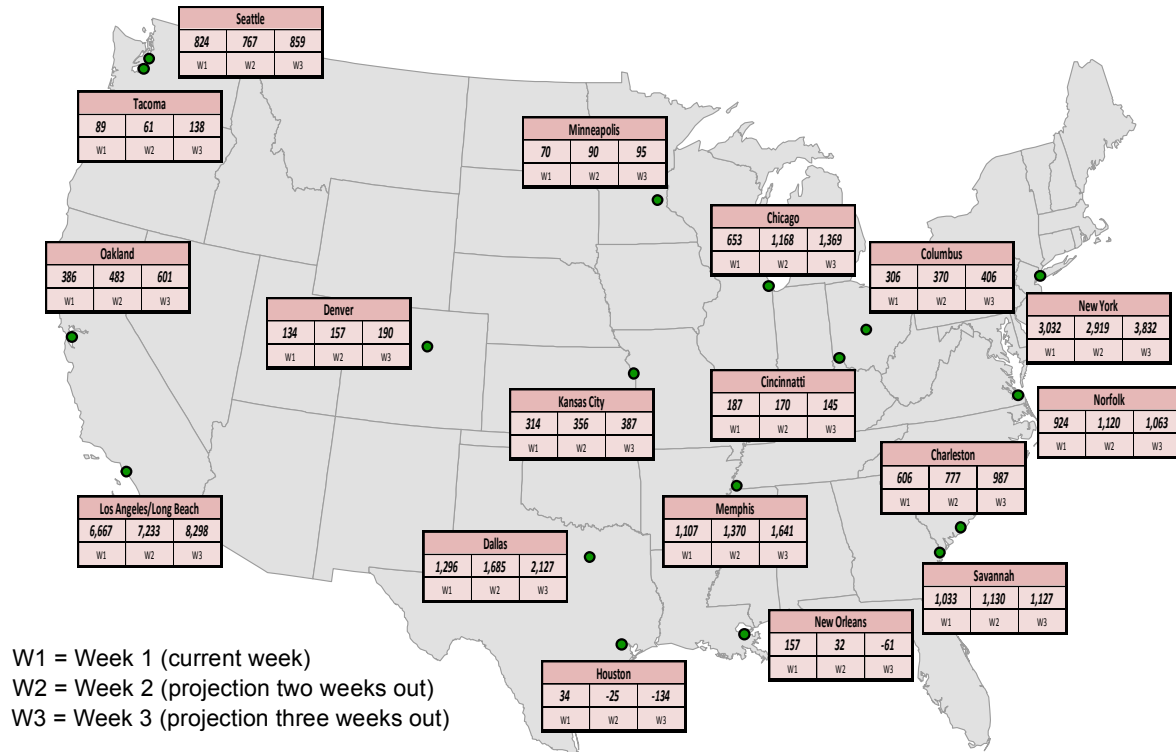 Seattle
824 767 859
W1 W2 W3
Tacoma
89 61 138
W1 W2 W3
Minneapolis
70 90 95
W1 W2 W3
Chicago
653 1,168 1,369
W1 W2 W3
Oakland
386 483 601
W1 W2 W3
Columbus
306 370 406
W1 W2 W3
Denver
134 157 190
W1 W2 W3
New York
3,032 2,919 3,832
W1 W2 W3
Cincinnatti
187 170 145
W1 W2 W3
Kansas City
314 356 387
W1 W2 W3
Norfolk
924 1,120 1,063
W1 W2 W3
Charleston
606 777 987
W1 W2 W3
Los Angeles/Long Beach
6,667 7,233 8,298
W1 W2 W3
Memphis
1,107 1,370 1,641
W1 W2 W3
Dallas
1,296 1,685 2,127
W1 W2 W3
Savannah
1,033 1,130 1,127
W1 W2 W3
New Orleans
157 32 -61
W1 W2 W3
Houston
34 -25 -134
W1 W2 W3
W1 = Week 1 (current week)
W2 = Week 2 (projection two weeks out)
W3 = Week 3 (projection three weeks out)